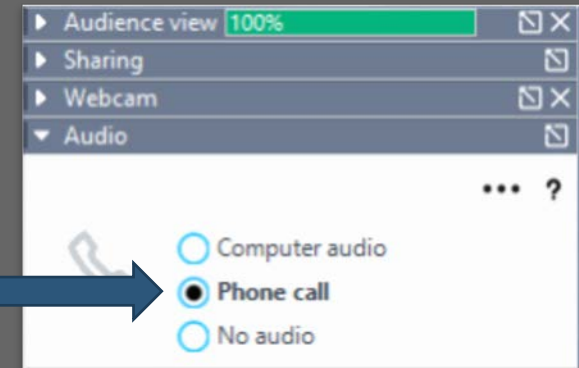 Audience view 100%
Sharing
Webcam
Audio
••• ?
Computer audio
Phone call
No audio